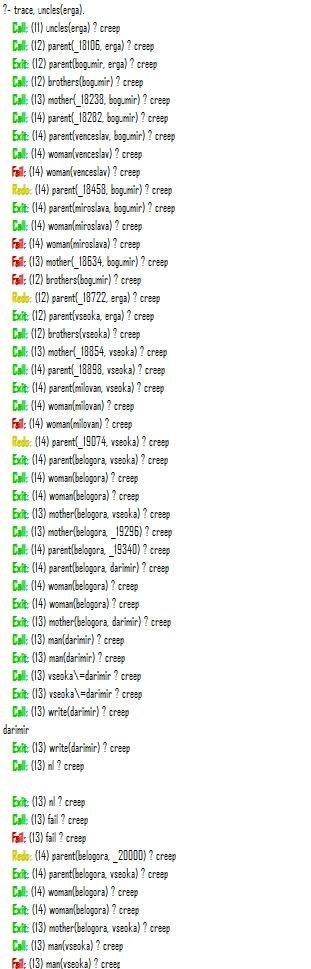 ?- trace, uncles(erga).
Call: (11) uncles(erga) ? creep
Call: (12) parent(_18106, erga) ? creep
Exit: (12) parent(bogumir, erga) ? creep
Call: (12) brothers(bogumir) ? creep
Call: (13) mother(_18238, bogumir) ? creep
Call: (14) parent(_18282, bogumir) ? creep
Exit: (14) parent(venceslav, bogumir) ? creep
Call: (14) woman(venceslav) ? creep
Fail: (14) woman(venceslav) ? creep
Redo: (14) parent(_18458, bogumir) ? creep
Exit: (14) parent(miroslava, bogumir) ? creep
Call: (14) woman(miroslava) ? creep
Fail: (14) woman(miroslava) ? creep
Fail: (13) mother(_18634, bogumir) ? creep
Fail: (12) brothers(bogumir) ? creep
Redo: (12) parent(_18722, erga) ? creep
Exit: (12) parent(vseoka, erga) ? creep
Call: (12) brothers(vseoka) ? creep
Call: (13) mother(_18854, vseoka) ? creep
Call: (14) parent(_18898, vseoka) ? creep
Exit: (14) parent(milovan, vseoka) ? creep
Call: (14) woman(milovan) ? creep
Fail: (14) woman(milovan) ? creep
Redo: (14) parent(_19074, vseoka) ? creep
Exit: (14) parent(belogora, vseoka) ? creep
Call: (14) woman(belogora) ? creep
Exit: (14) woman(belogora) ? creep
Exit: (13) mother(belogora, vseoka) ? creep
Call: (13) mother(belogora, _19296) ? creep
Call: (14) parent(belogora, _19340) ? creep
Exit: (14) parent(belogora, darimir) ? creep
Call: (14) woman(belogora) ? creep
Exit: (14) woman(belogora) ? creep
Exit: (13) mother(belogora, darimir) ? creep
Call: (13) man(darimir) ? creep
Exit: (13) man(darimir) ? creep
Call: (13) vseoka\=darimir ? creep
Exit: (13) vseoka\=darimir ? creep
Call: (13) write(darimir) ? creep
darimir
Exit: (13) write(darimir) ? creep
Call: (13) nl ? creep
Exit: (13) nl ? creep
Call: (13) fail ? creep
Fail: (13) fail ? creep
Redo: (14) parent(belogora, _20000) ? creep
Exit: (14) parent(belogora, vseoka) ? creep
Call: (14) woman(belogora) ? creep
Exit: (14) woman(belogora) ? creep
Exit: (13) mother(belogora, vseoka) ? creep
Call: (13) man(vseoka) ? creep
Fail: (13) man(vseoka) ? creep